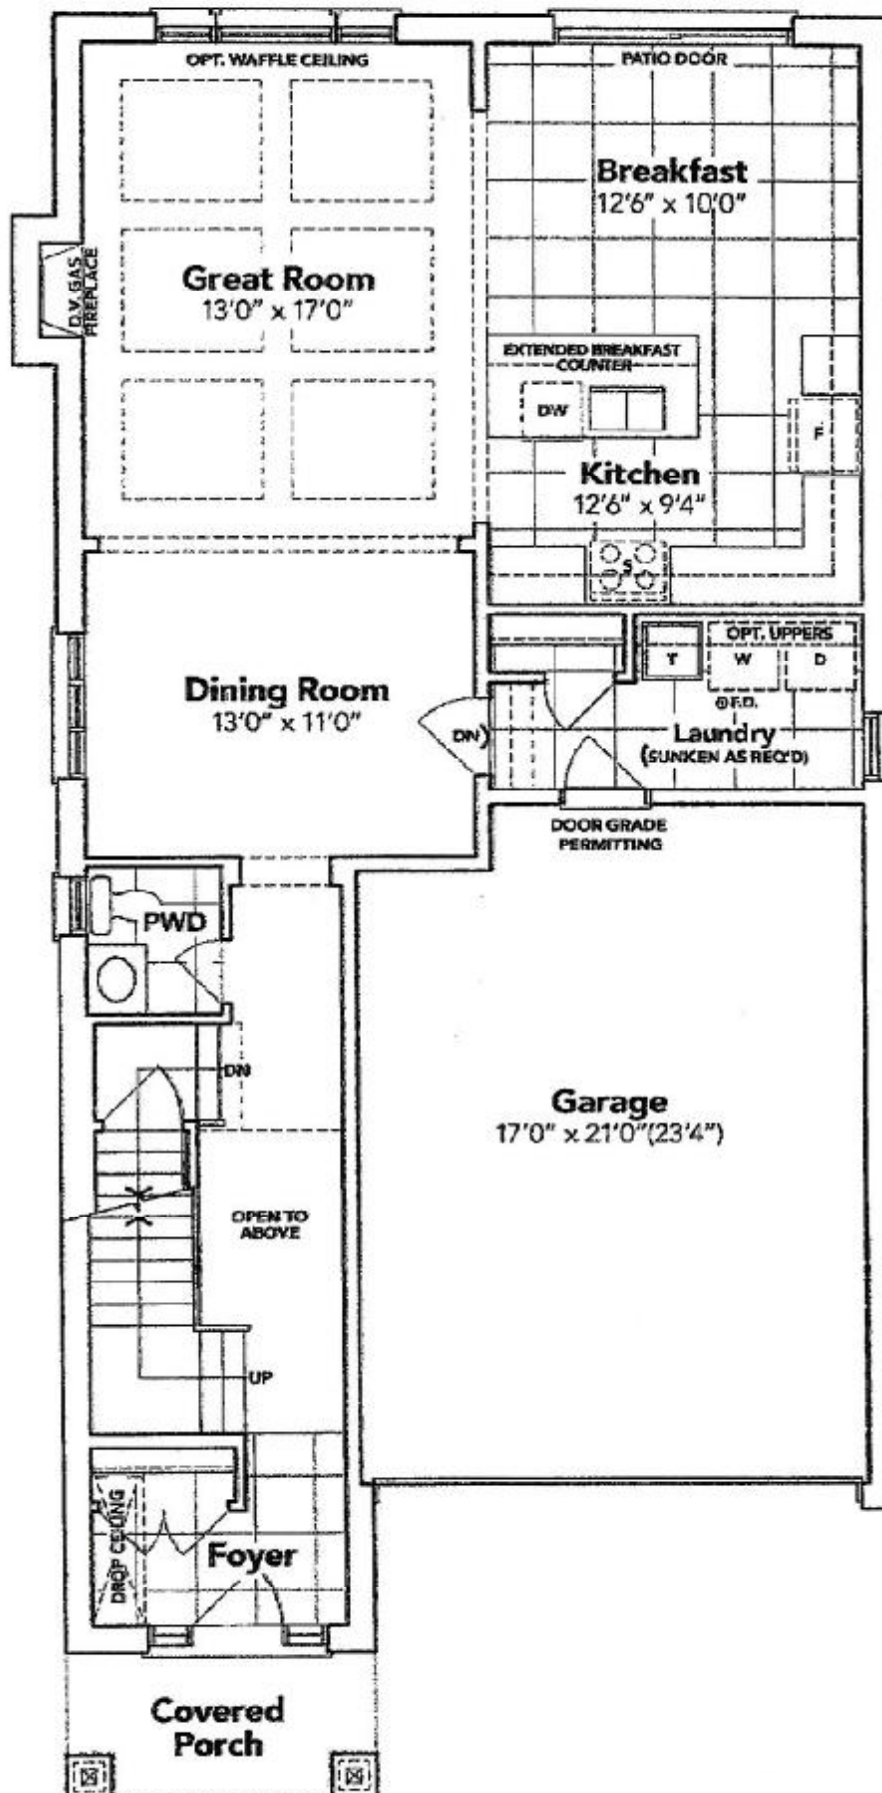 OPT. WAFFLE CEILING
PATIO DOOR
Breakfast
12'6" x 10'0"
Great Room
13'0" x 17'0"
D.V. GAS
FIREPLACE
EXTENDED BREAKFAST
COUNTER
DW
F
Kitchen
12'6" x 9'4"
S
OPT. UPPERS
T
W
D
Dining Room
13'0" x 11'0"
F.D.
DN
Laundry
(SUNKEN AS REQ'D)
DOOR GRADE
PERMITTING
PWD
DN
Garage
17'0" x 21'0"(23'4")
OPEN TO
ABOVE
UP
DROP CEILING
Foyer
Covered
Porch